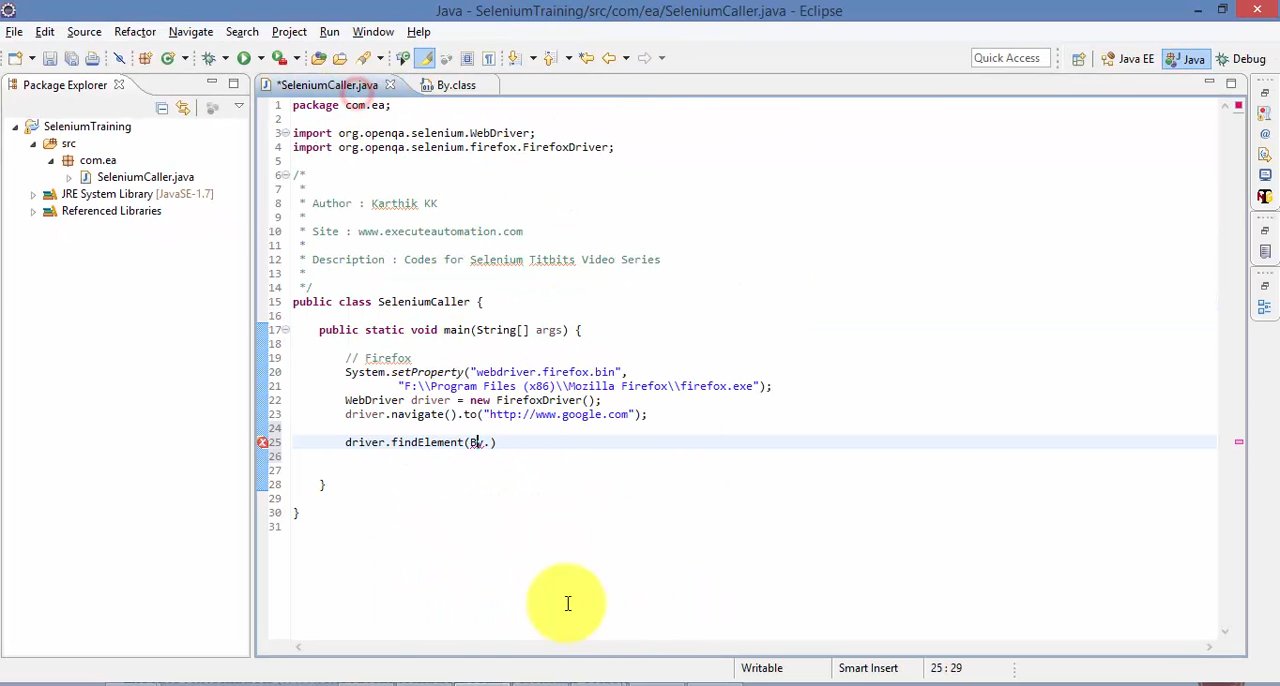 Java - SeleniumTraining/src/com/ea/SeleniumCaller.java - Eclipse
File Edit Source Refactor Navigate Search Project Run Window Help
Quick Access Java EE Java Debug
Package Explorer
*SeleniumCaller.java By.class
SeleniumTraining
src
com.ea
SeleniumCaller.java
JRE System Library [JavaSE-1.7]
Referenced Libraries
1 package com.ea;
2
3 import org.openqa.selenium.WebDriver;
4 import org.openqa.selenium.firefox.FirefoxDriver;
5
6 /*
7 *
8 * Author : Karthik KK
9 *
10 * Site : www.executeautomation.com
11 *
12 * Description : Codes for Selenium Titbits Video Series
13 *
14 */
15 public class SeleniumCaller {
16
17 public static void main(String[] args) {
18
19 // Firefox
20 System.setProperty("webdriver.firefox.bin",
21 "F:\\Program Files (x86)\\Mozilla Firefox\\firefox.exe");
22 WebDriver driver = new FirefoxDriver();
23 driver.navigate().to("http://www.google.com");
24
25 driver.findElement(By.)
26
27
28 }
29
30 }
31
Writable Smart Insert 25 : 29